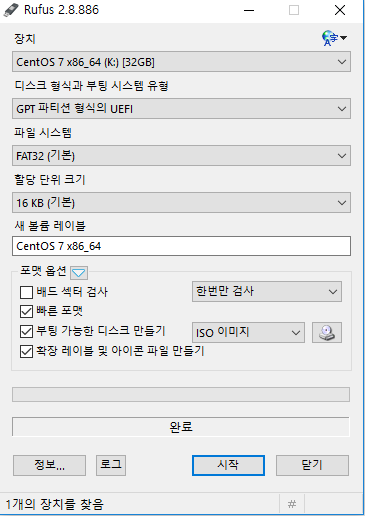 Rufus 2.8.886
장치
CentOS 7 x86_64 (K:) [32GB]
디스크 형식과 부팅 시스템 유형
GPT 파티션 형식의 UEFI
파일 시스템
FAT32 (기본)
할당 단위 크기
16 KB (기본)
새 볼륨 레이블
CentOS 7 x86_64
포맷 옵션
배드 섹터 검사 한번만 검사
빠른 포맷
부팅 가능한 디스크 만들기 ISO 이미지
확장 레이블 및 아이콘 파일 만들기
완료
정보... 로그 시작 닫기
1개의 장치를 찾음 #